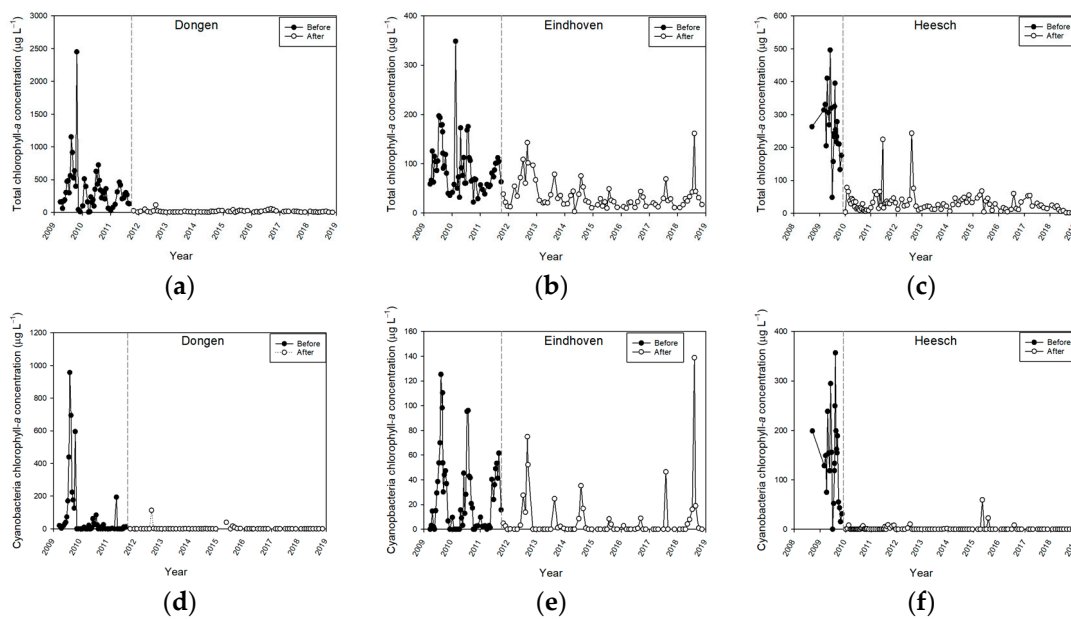 Dongen
Before
After
Total chlorophyll-a concentration (µg L⁻¹)
3000
2500
2000
1500
1000
500
0
2009
2010
2011
2012
2013
2014
2015
2016
2017
2018
2019
Year
(a)
Eindhoven
Before
After
Total chlorophyll-a concentration (µg L⁻¹)
400
300
200
100
0
2009
2010
2011
2012
2013
2014
2015
2016
2017
2018
2019
Year
(b)
Heesch
Before
After
Total chlorophyll-a concentration (µg L⁻¹)
600
500
400
300
200
100
0
2008
2009
2010
2011
2012
2013
2014
2015
2016
2017
2018
2019
Year
(c)
Dongen
Before
After
Cyanobacteria chlorophyll-a concentration (µg L⁻¹)
1200
1000
800
600
400
200
0
2009
2010
2011
2012
2013
2014
2015
2016
2017
2018
2019
Year
(d)
Eindhoven
Before
After
Cyanobacteria chlorophyll-a concentration (µg L⁻¹)
160
140
120
100
80
60
40
20
0
2009
2010
2011
2012
2013
2014
2015
2016
2017
2018
2019
Year
(e)
Heesch
Before
After
Cyanobacteria chlorophyll-a concentration (µg L⁻¹)
400
300
200
100
0
2008
2009
2010
2011
2012
2013
2014
2015
2016
2017
2018
Year
(f)